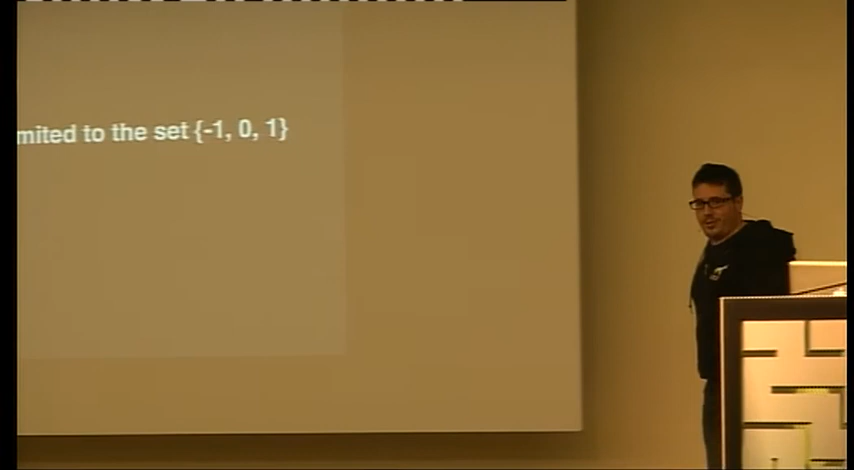 mited to the set {-1, 0, 1}